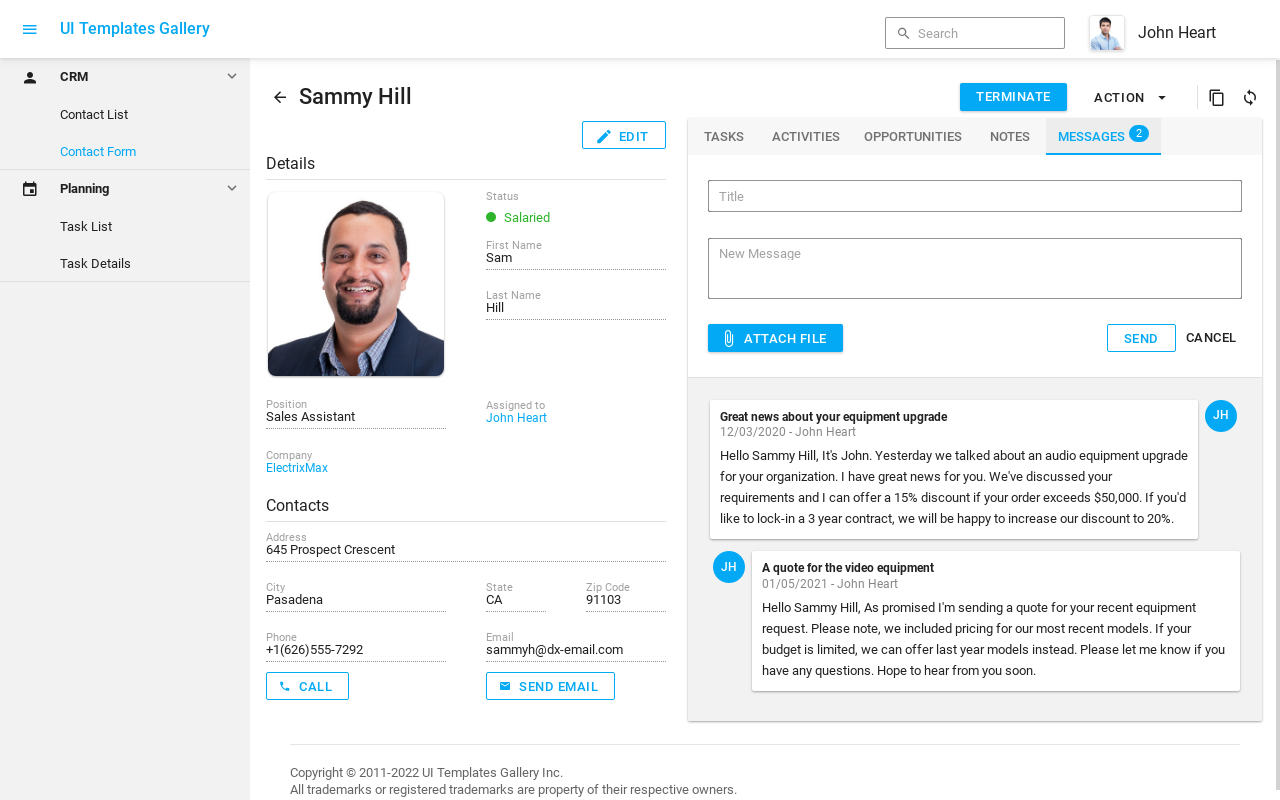 UI Templates Gallery
Search
John Heart
CRM
Contact List
Contact Form
Planning
Task List
Task Details
Sammy Hill
TERMINATE
ACTION
EDIT
Details
Status
Salaried
First Name
Sam
Last Name
Hill
Position
Sales Assistant
Assigned to
John Heart
Company
ElectrixMax
Contacts
Address
645 Prospect Crescent
City
Pasadena
State
CA
Zip Code
91103
Phone
+1(626)555-7292
Email
sammyh@dx-email.com
CALL
SEND EMAIL
TASKS
ACTIVITIES
OPPORTUNITIES
NOTES
MESSAGES 2
Title
New Message
ATTACH FILE
SEND
CANCEL
Great news about your equipment upgrade
12/03/2020 - John Heart
Hello Sammy Hill, It's John. Yesterday we talked about an audio equipment upgrade
for your organization. I have great news for you. We've discussed your
requirements and I can offer a 15% discount if your order exceeds $50,000. If you'd
like to lock-in a 3 year contract, we will be happy to increase our discount to 20%.
JH
JH
A quote for the video equipment
01/05/2021 - John Heart
Hello Sammy Hill, As promised I'm sending a quote for your recent equipment
request. Please note, we included pricing for our most recent models. If your
budget is limited, we can offer last year models instead. Please let me know if you
have any questions. Hope to hear from you soon.
Copyright © 2011-2022 UI Templates Gallery Inc.
All trademarks or registered trademarks are property of their respective owners.